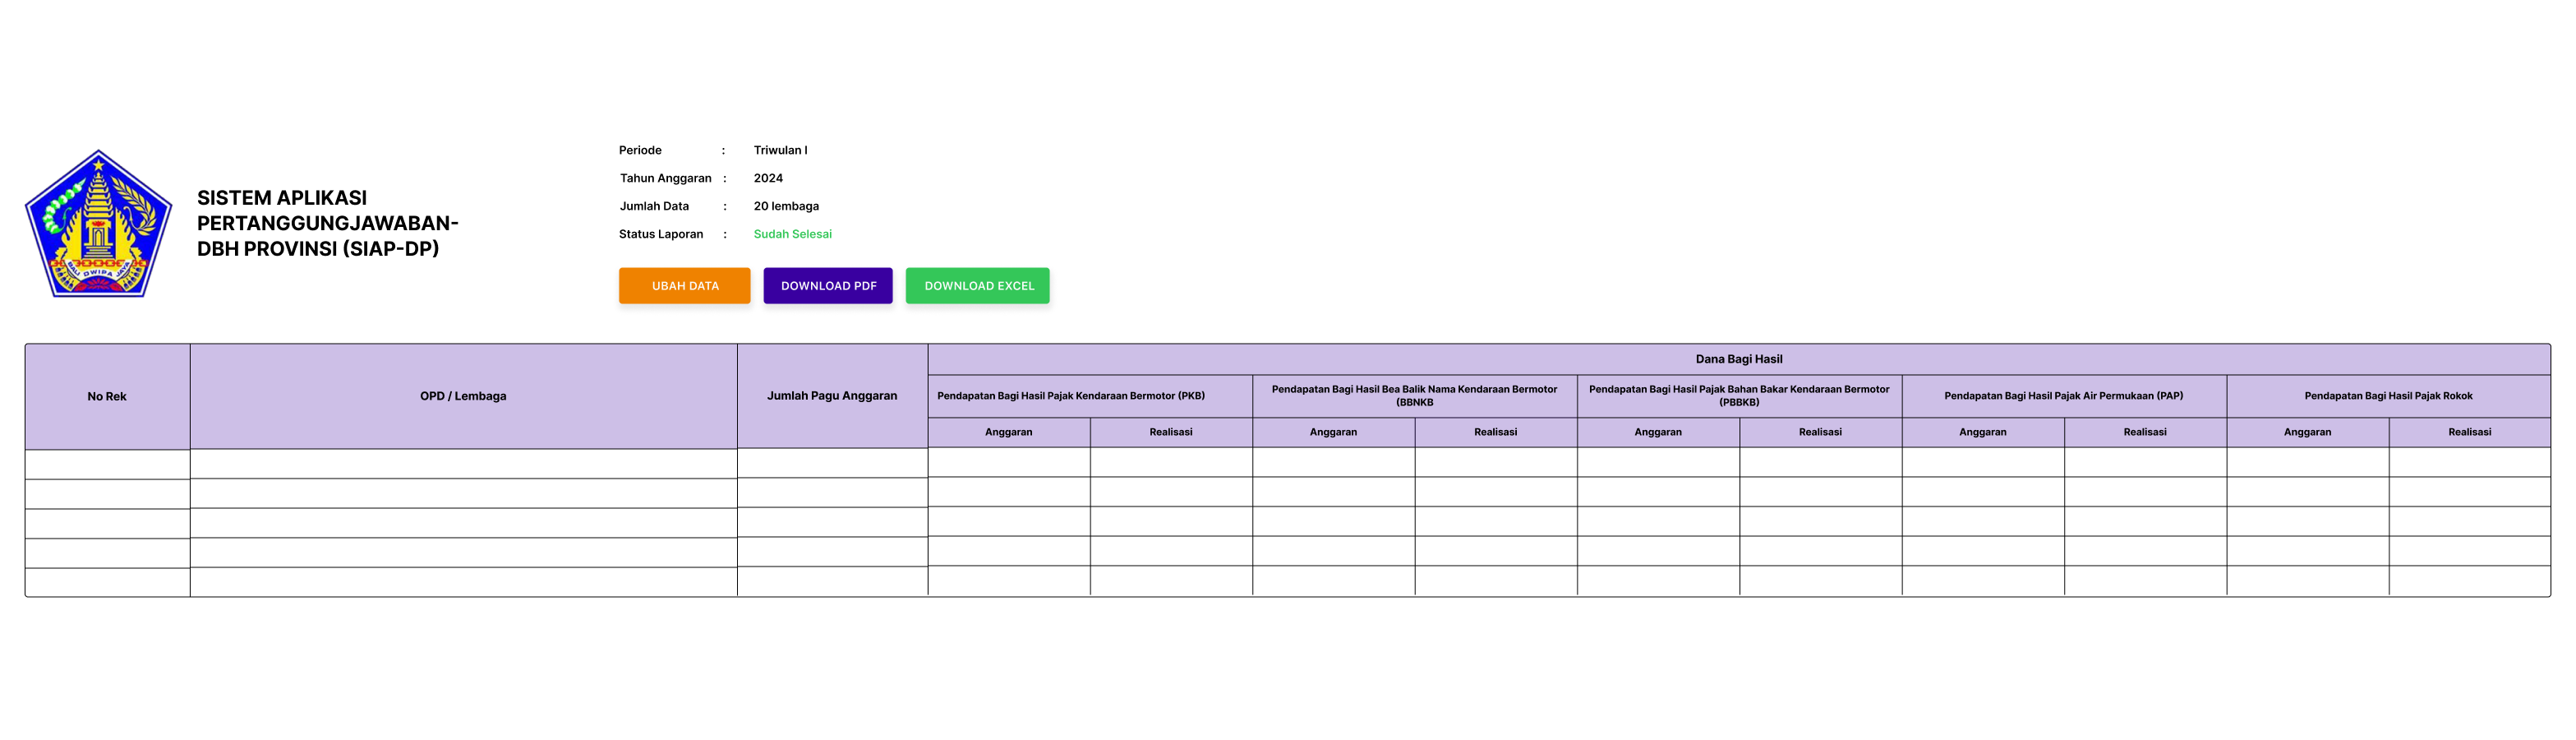 BALI DWIPA JAYA
SISTEM APLIKASI
PERTANGGUNGJAWABAN-
DBH PROVINSI (SIAP-DP)
Periode : Triwulan I
Tahun Anggaran : 2024
Jumlah Data : 20 lembaga
Status Laporan : Sudah Selesai
UBAH DATA DOWNLOAD PDF DOWNLOAD EXCEL
No Rek OPD / Lembaga Jumlah Pagu Anggaran
Dana Bagi Hasil
Pendapatan Bagi Hasil Pajak Kendaraan Bermotor (PKB)
Pendapatan Bagi Hasil Bea Balik Nama Kendaraan Bermotor
(BBNKB
Pendapatan Bagi Hasil Pajak Bahan Bakar Kendaraan Bermotor
(PBBKB)
Pendapatan Bagi Hasil Pajak Air Permukaan (PAP)
Pendapatan Bagi Hasil Pajak Rokok
Anggaran Realisasi Anggaran Realisasi Anggaran Realisasi Anggaran Realisasi Anggaran Realisasi